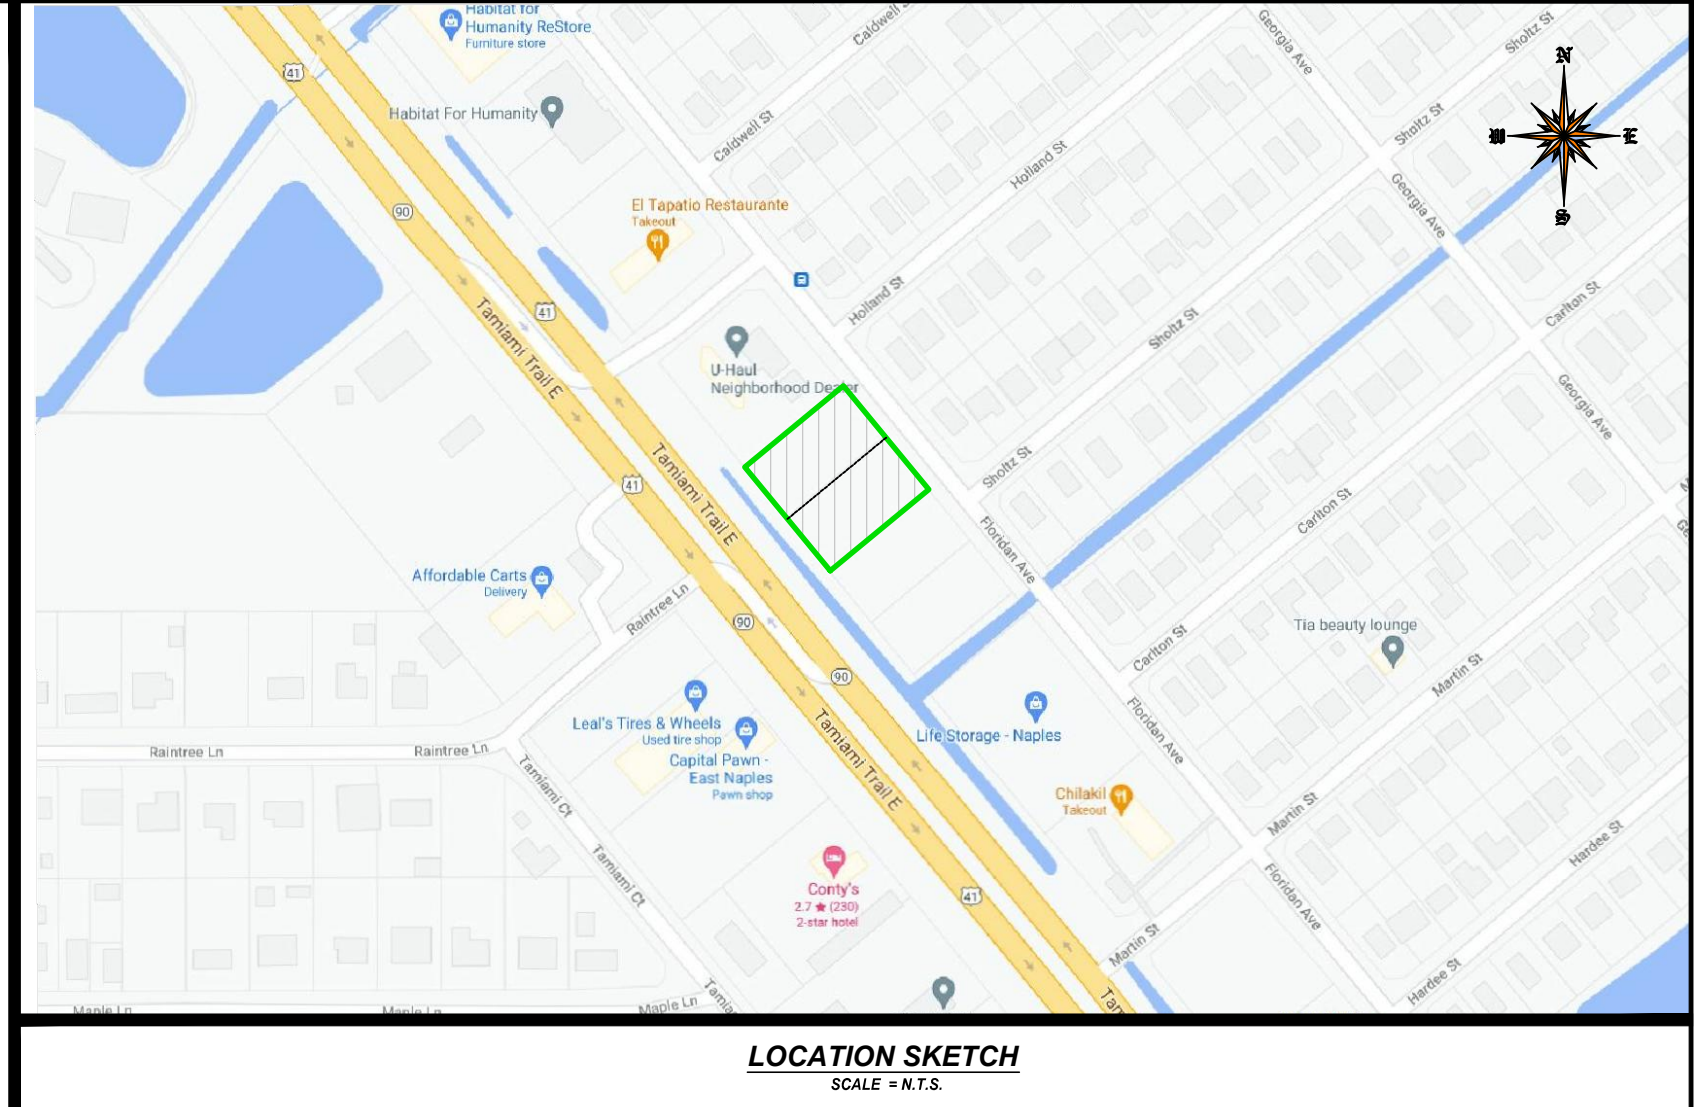 Habitat for
Humanity ReStore
Furniture store
Caldwell S
Georgia Ave
Sholtz St
41
N
Habitat For Humanity
Caldwell St
Holland St
Sholtz St
W
E
90
El Tapatio Restaurante
Takeout
Georgia Ave
S
Tamiami Trail E
41
Holland St
Sholtz St
Carlton St
U-Haul
Neighborhood Dealer
Georgia Ave
Tamiami Trail E
41
Sholtz St
Carlton St
Floridan Ave
Affordable Carts
Delivery
Raintree Ln
90
Tia beauty lounge
Carlton St
Martin St
90
Leal's Tires & Wheels
Used tire shop
Life Storage - Naples
Floridan Ave
Raintree Ln
Raintree Ln
Capital Pawn -
East Naples
Pawn shop
Tamiami Trail E
Tamiami Ct
Chilakil
Takeout
Martin St
Hardee St
Tamiami Ct
Conty's
2.7 ★ (230)
2-star hotel
41
Floridan Ave
Martin St
Hardee St
Maple Ln
Maple Ln
Maple Ln
Tamia
Tam
LOCATION SKETCH
SCALE = N.T.S.